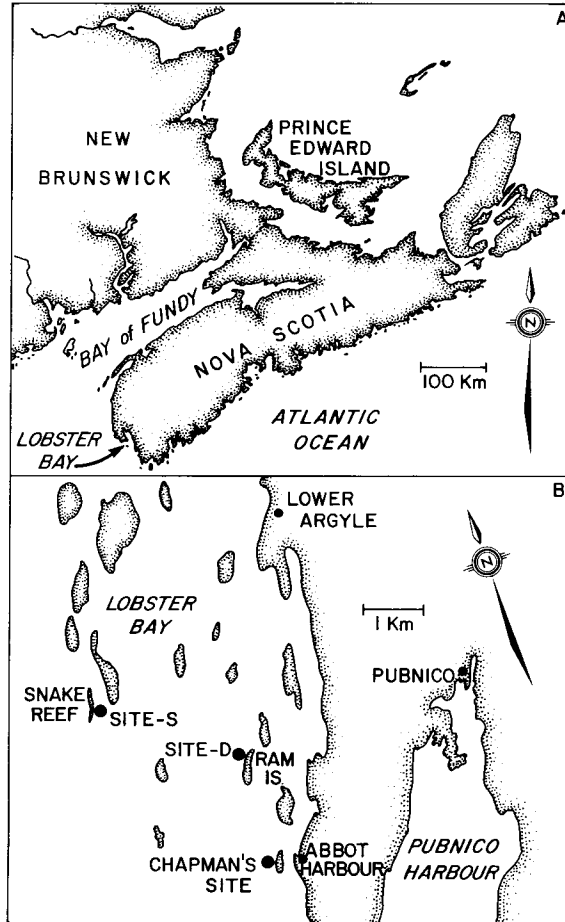 A
NEW
BRUNSWICK
PRINCE
EDWARD
ISLAND
BAY of FUNDY
NOVA SCOTIA
N
100 Km
ATLANTIC
OCEAN
LOBSTER
BAY
B
LOWER
ARGYLE
N
LOBSTER
BAY
1 Km
PUBNICO
SNAKE
REEF
SITE-S
SITE-D
RAM
IS
ABBOT
HARBOUR
CHAPMAN'S
SITE
PUBNICO
HARBOUR